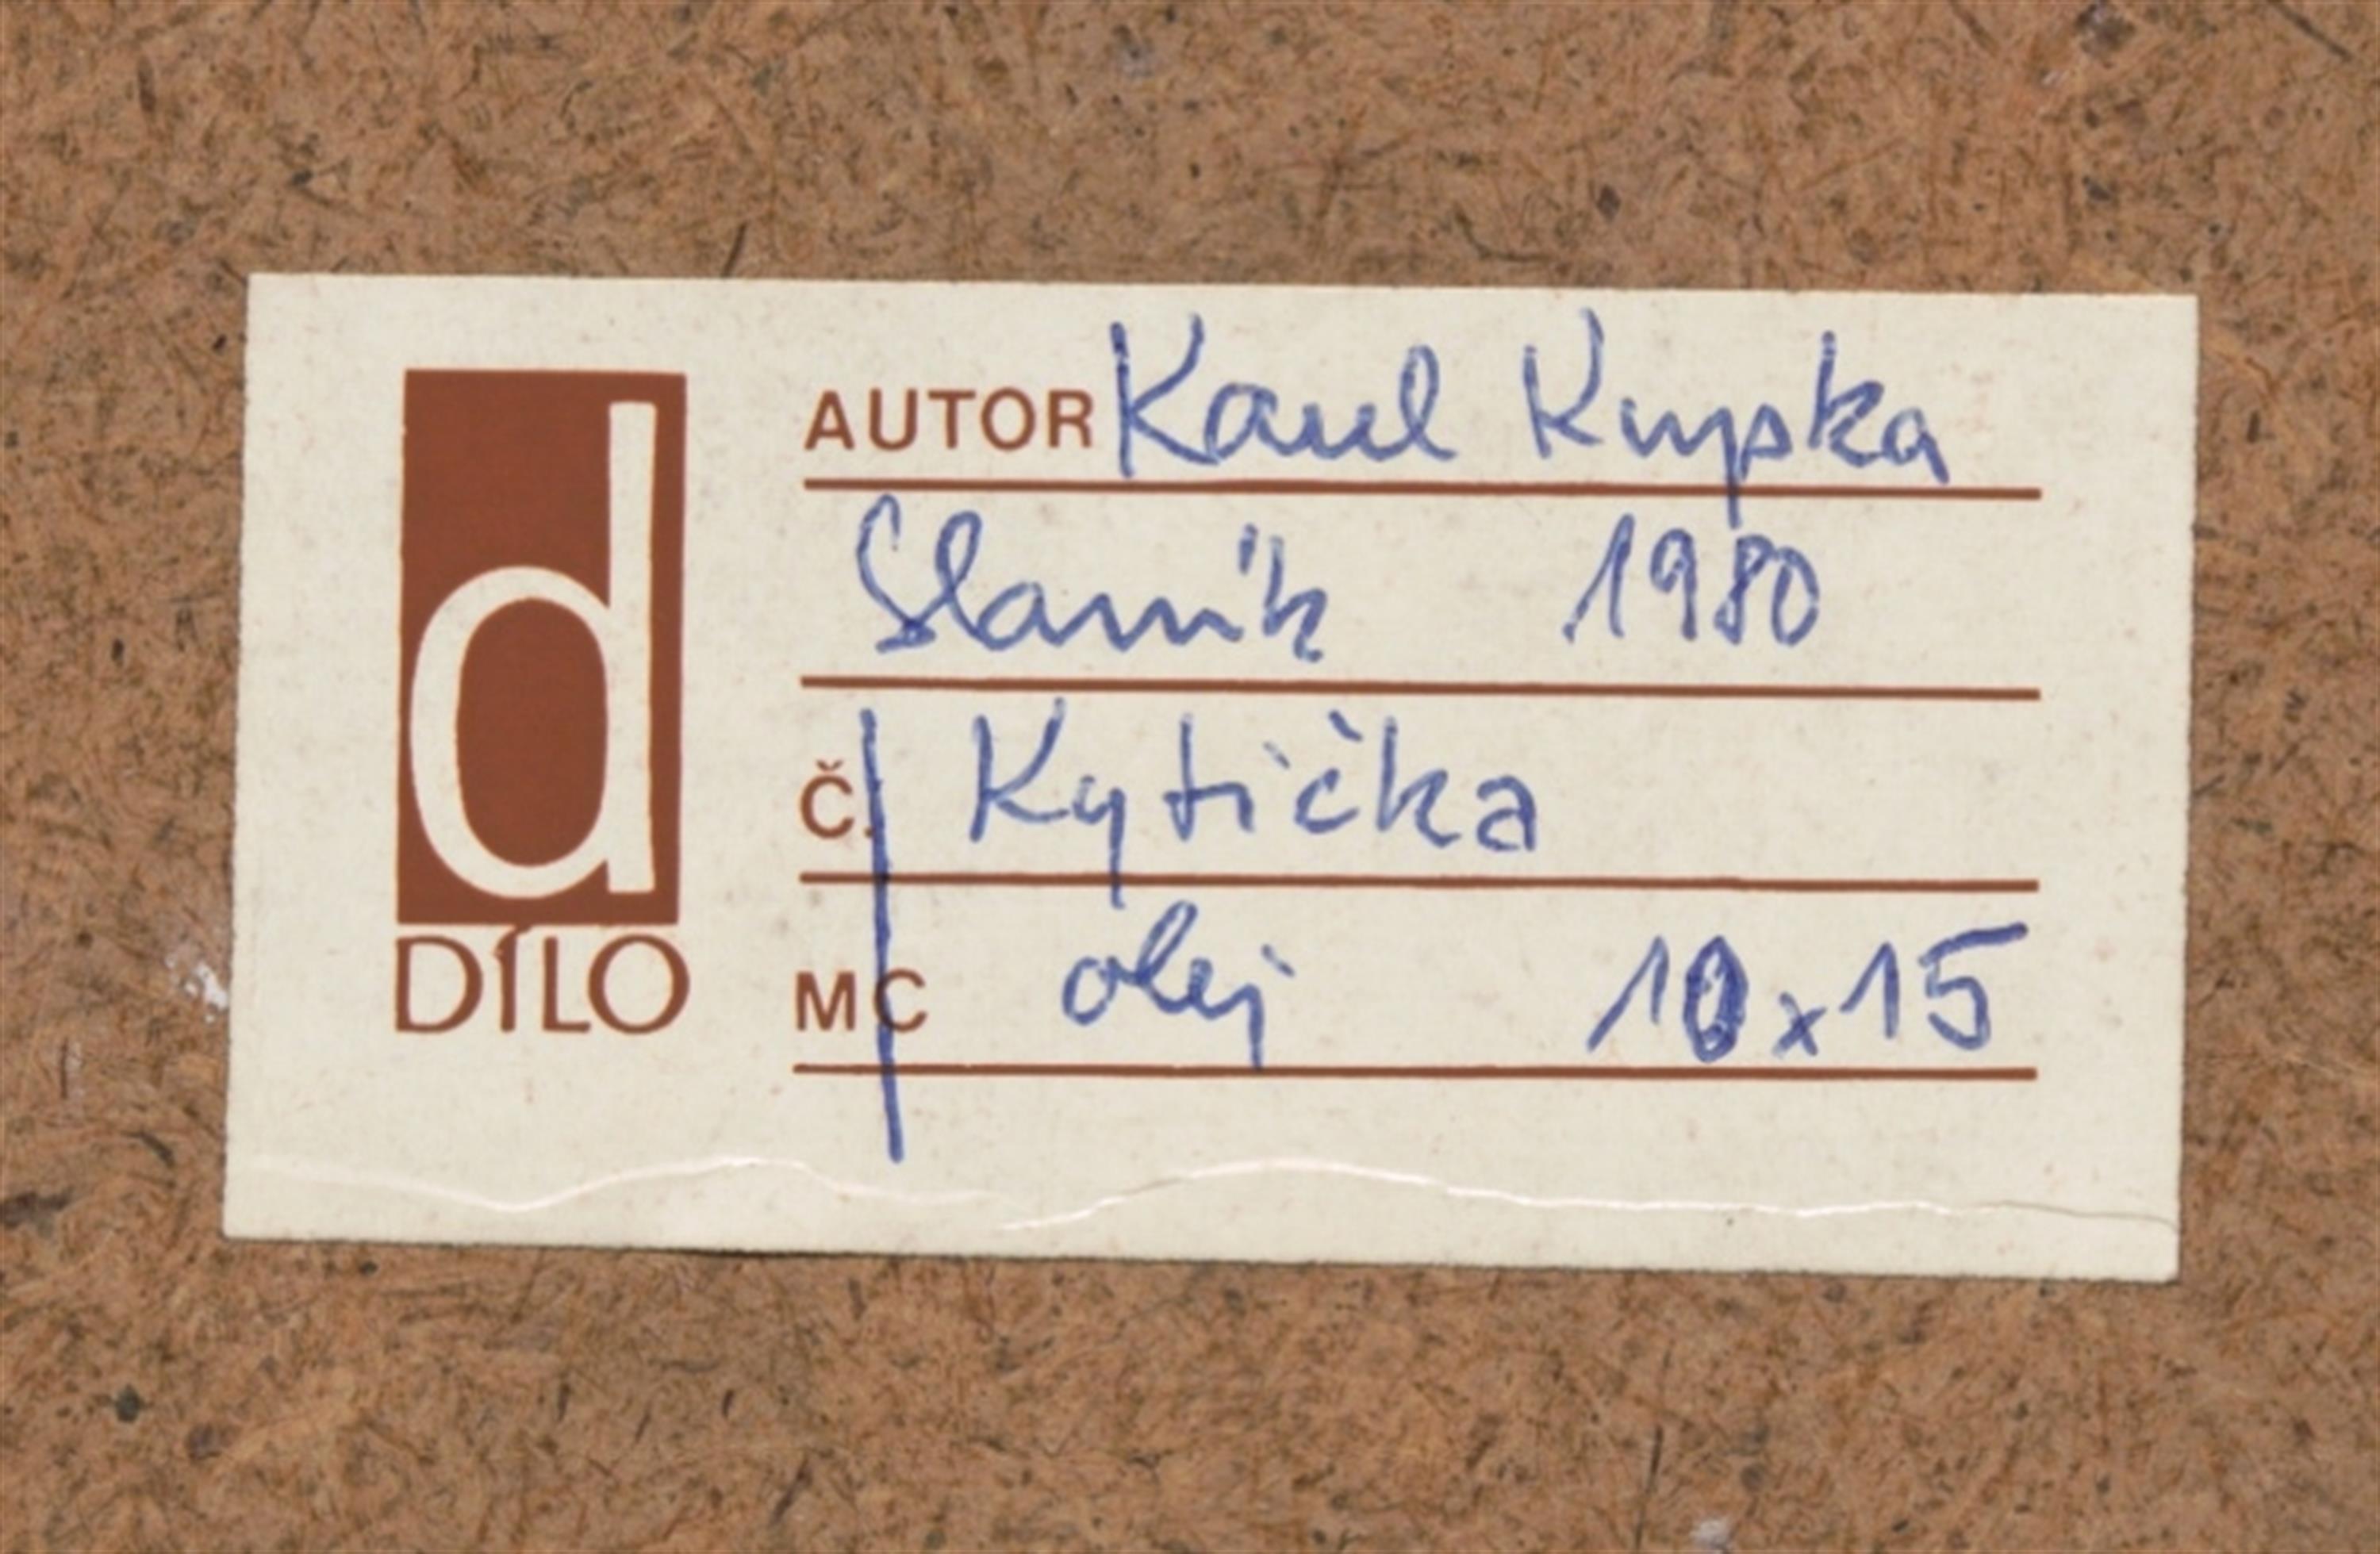 d
DÍLO
AUTOR Karel Krupka
Slaník 1980
Č. Kytička
MC olej 10x15